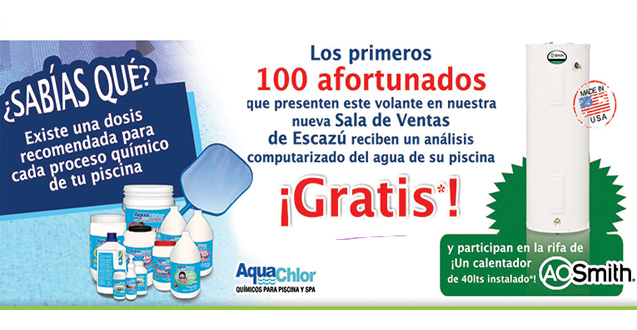 ¿SABÍAS QUÉ?
Existe una dosis
recomendada para
cada proceso químico
de tu piscina
AquaChlor
QUÍMICOS PARA PISCINA Y SPA
Los primeros
100 afortunados
que presenten este volante en nuestra
nueva Sala de Ventas
de Escazú reciben un análisis
computarizado del agua de su piscina
¡Gratis*!
MADE IN
USA
y participan en la rifa de
¡Un calentador
de 40lts instalado*!
AOSmith®